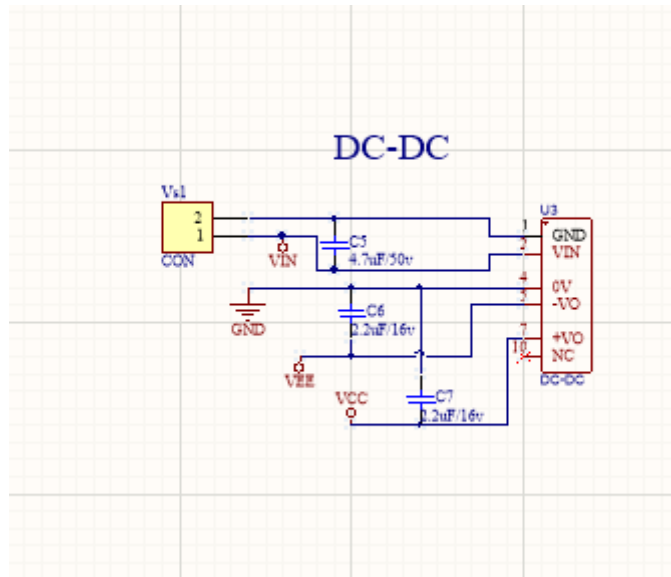 DC-DC
Vs1
2
1
CON
VIN
C5
4.7uF/50v
GND
C6
2.2uF/16v
VEE
VCC
C7
2.2uF/16v
U3
1
GND
2
VIN
4
0V
5
-VO
7
+VO
10
NC
DC-DC